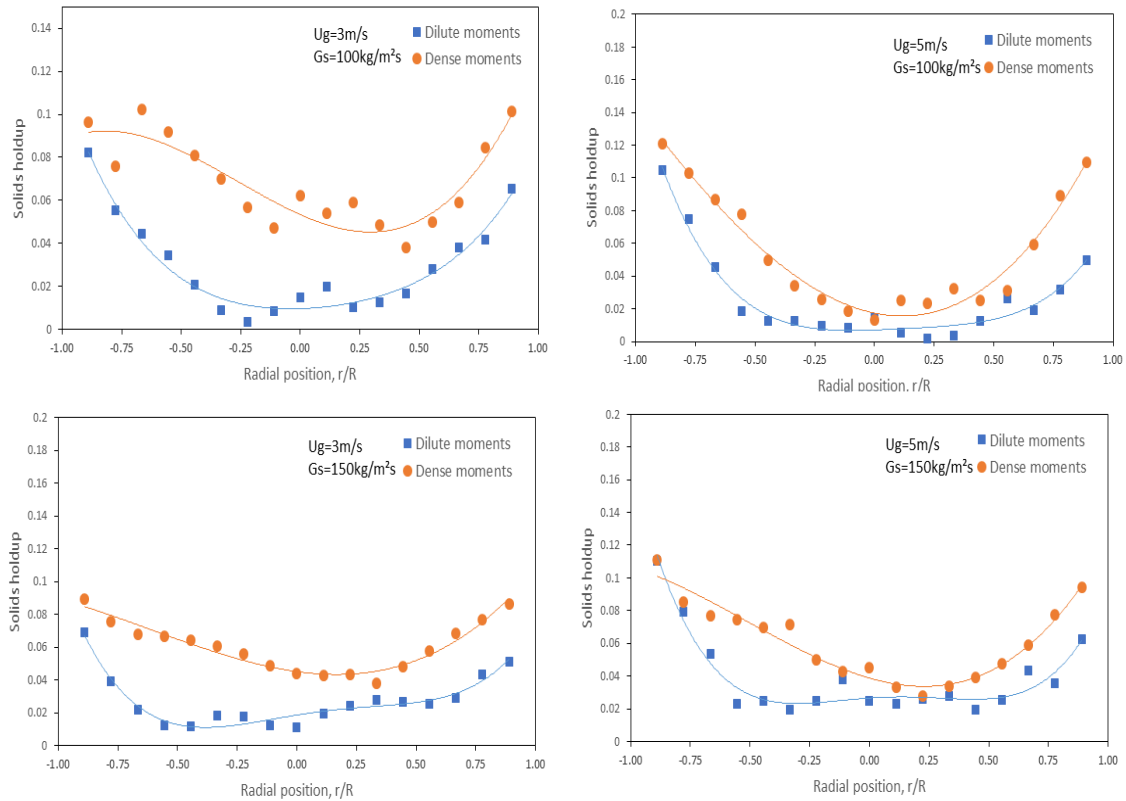 Ug=3m/s
Gs=100kg/m²s
Dilute moments
Dense moments
0.14
0.12
0.1
0.08
0.06
0.04
0.02
0
Solids holdup
-1.00 -0.75 -0.50 -0.25 0.00 0.25 0.50 0.75 1.00
Radial position, r/R
Ug=5m/s
Gs=100kg/m²s
Dilute moments
Dense moments
0.2
0.18
0.16
0.14
0.12
0.1
0.08
0.06
0.04
0.02
0
Solids holdup
-1.00 -0.75 -0.50 -0.25 0.00 0.25 0.50 0.75 1.00
Radial position, r/R
Ug=3m/s
Gs=150kg/m²s
Dilute moments
Dense moments
0.2
0.18
0.16
0.14
0.12
0.1
0.08
0.06
0.04
0.02
0
Solids holdup
-1.00 -0.75 -0.50 -0.25 0.00 0.25 0.50 0.75 1.00
Radial position, r/R
Ug=5m/s
Gs=150kg/m²s
Dilute moments
Dense moments
0.2
0.18
0.16
0.14
0.12
0.1
0.08
0.06
0.04
0.02
0
Solids holdup
-1.00 -0.75 -0.50 -0.25 0.00 0.25 0.50 0.75 1.00
Radial position, r/R